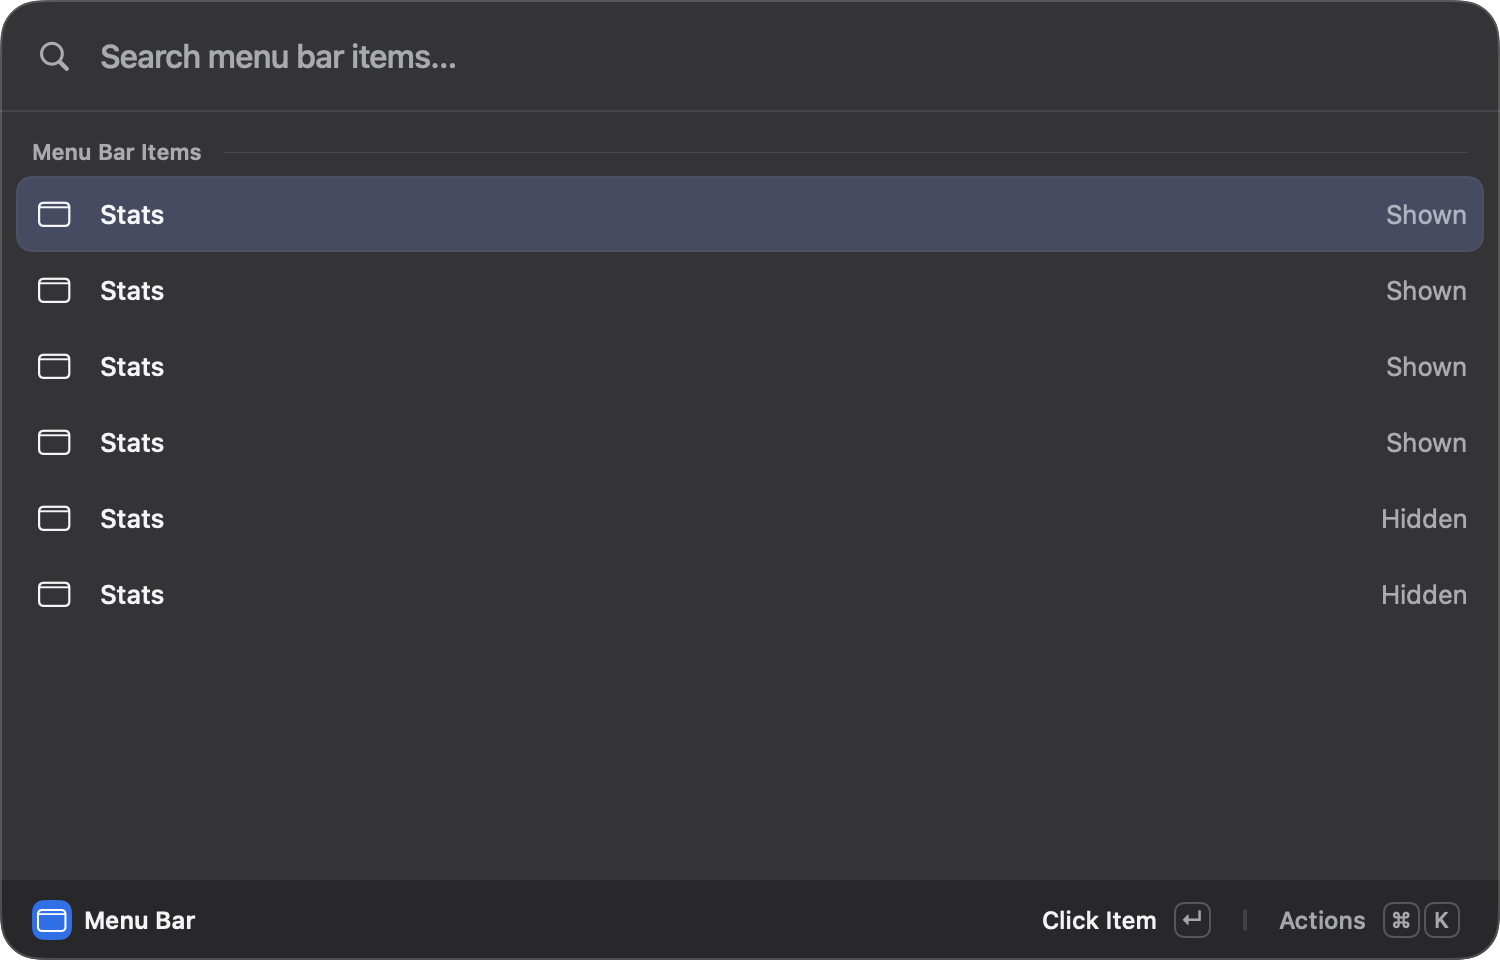 Search menu bar items...
Menu Bar Items
Stats Shown
Stats Shown
Stats Shown
Stats Shown
Stats Hidden
Stats Hidden
Menu Bar Click Item ↵ | Actions ⌘ K